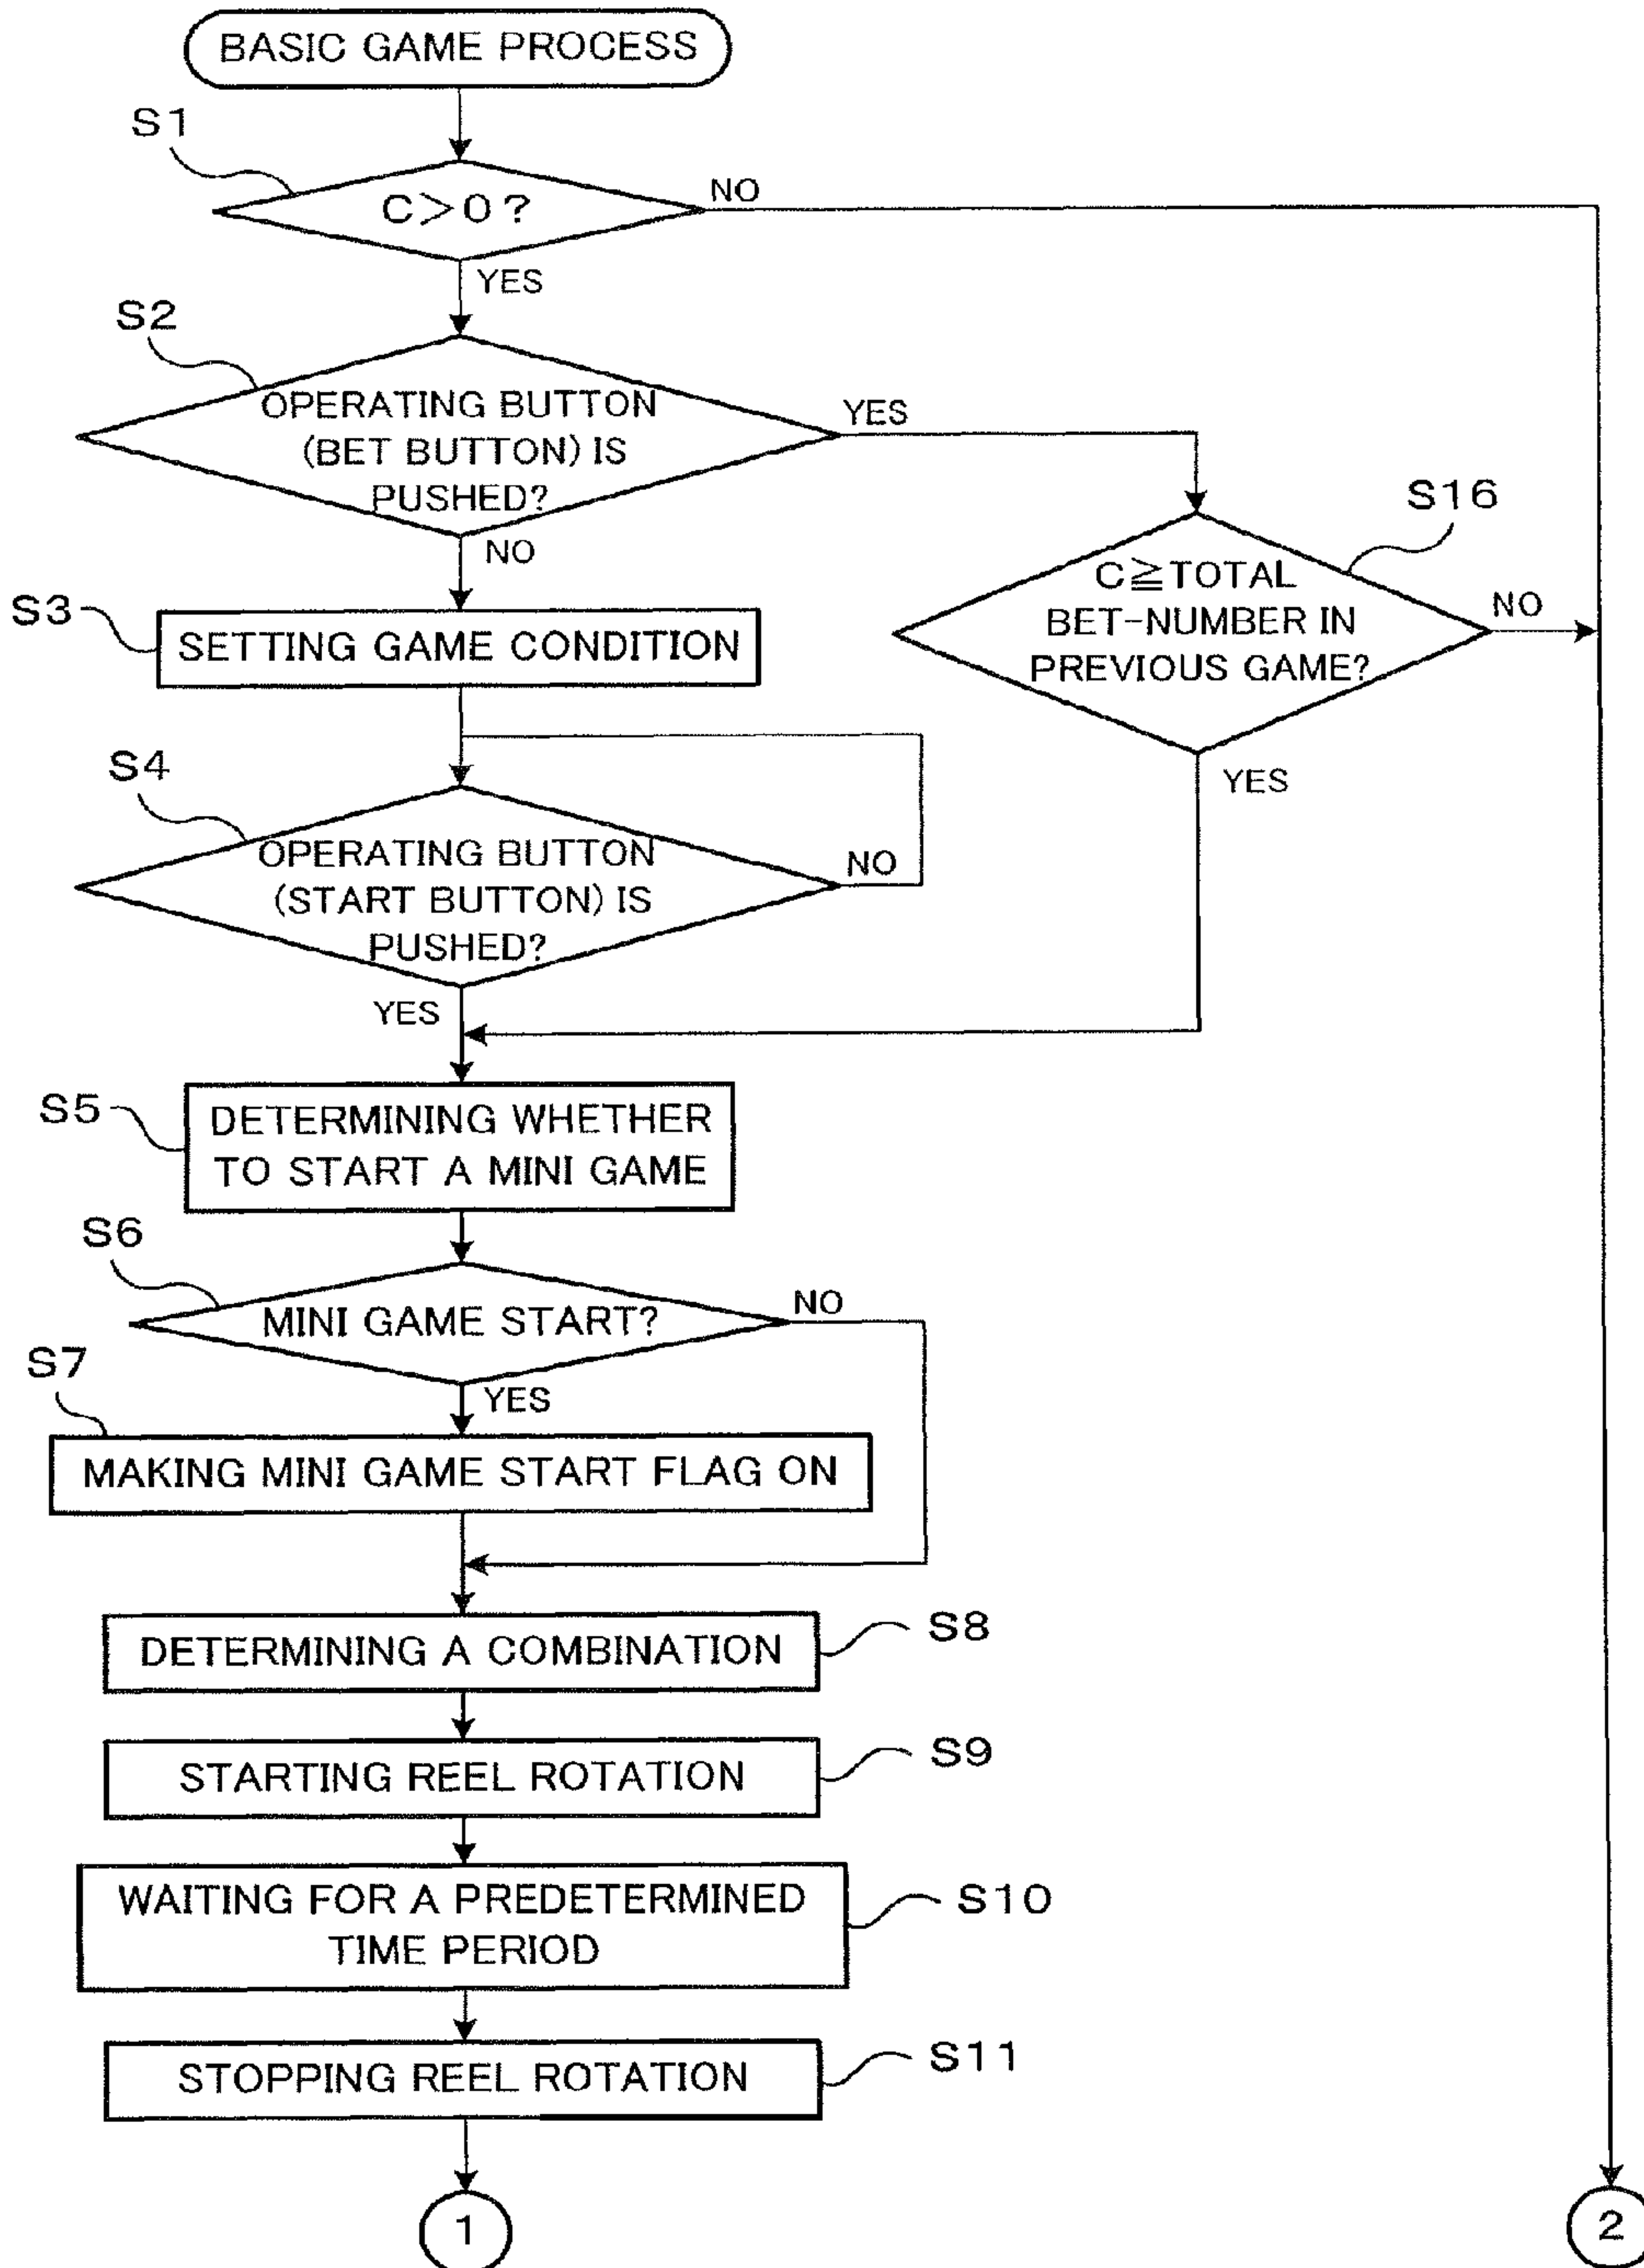 BASIC GAME PROCESS
S1
C>0?
NO
YES
S2
OPERATING BUTTON
(BET BUTTON) IS
PUSHED?
YES
NO
S16
C≧TOTAL
BET-NUMBER IN
PREVIOUS GAME?
NO
YES
S3
SETTING GAME CONDITION
S4
OPERATING BUTTON
(START BUTTON) IS
PUSHED?
NO
YES
S5
DETERMINING WHETHER
TO START A MINI GAME
S6
MINI GAME START?
NO
YES
S7
MAKING MINI GAME START FLAG ON
DETERMINING A COMBINATION
S8
STARTING REEL ROTATION
S9
WAITING FOR A PREDETERMINED
TIME PERIOD
S10
STOPPING REEL ROTATION
S11
1
2